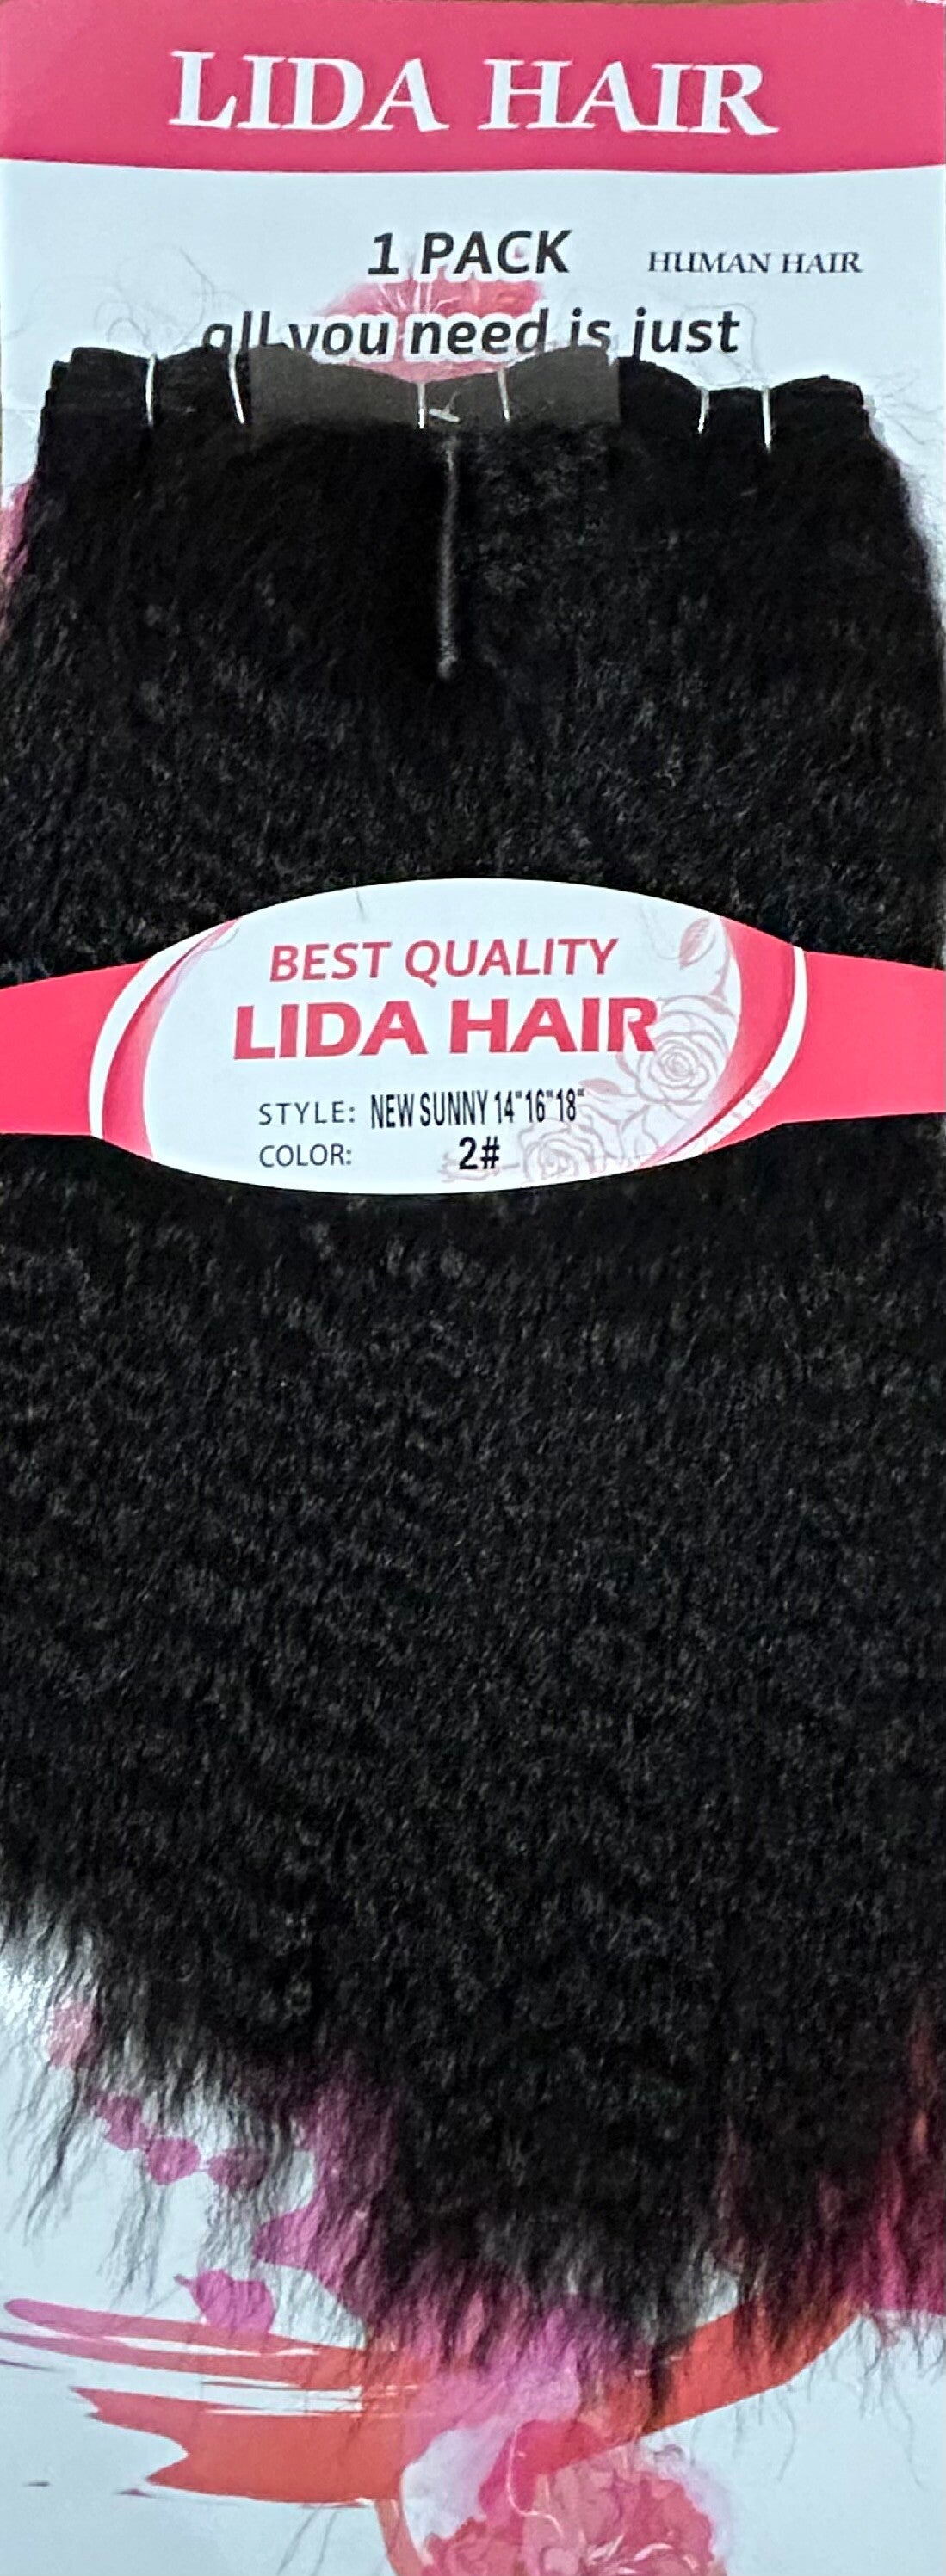 LIDA HAIR
1 PACK
HUMAN HAIR
all you need is just
BEST QUALITY
LIDA HAIR
STYLE: NEW SUNNY 14"16"18"
COLOR: 2#